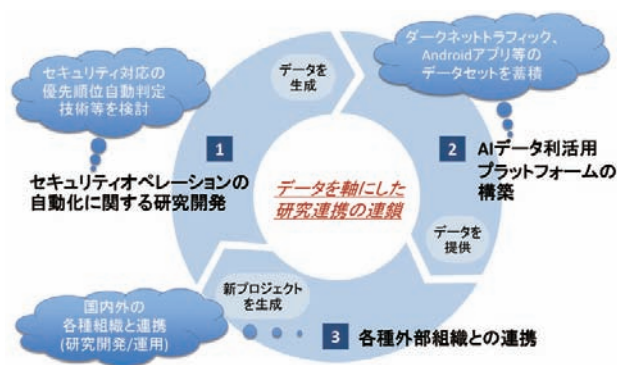 セキュリティ対応の
優先順位自動判定
技術等を検討
データを
生成
ダークネットトラフィック、
Androidアプリ等の
データセットを蓄積
1
セキュリティオペレーションの
自動化に関する研究開発
2
AIデータ利活用
プラットフォームの
構築
データを軸にした
研究連携の連鎖
データを
提供
新プロジェクト
を生成
国内外の
各種組織と連携
(研究開発/運用)
3
各種外部組織との連携